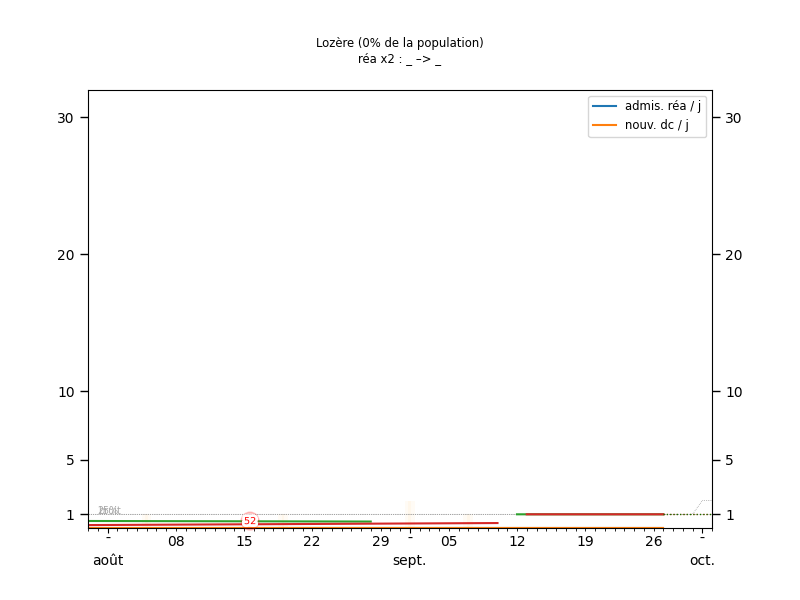 Lozère (0% de la population)
réa x2 : _ –> _
admis. réa / j
nouv. dc / j
30
30
20
20
10
10
5
5
1
1
52
- 08 15 22 29 - 05 12 19 26 -
août sept. oct.